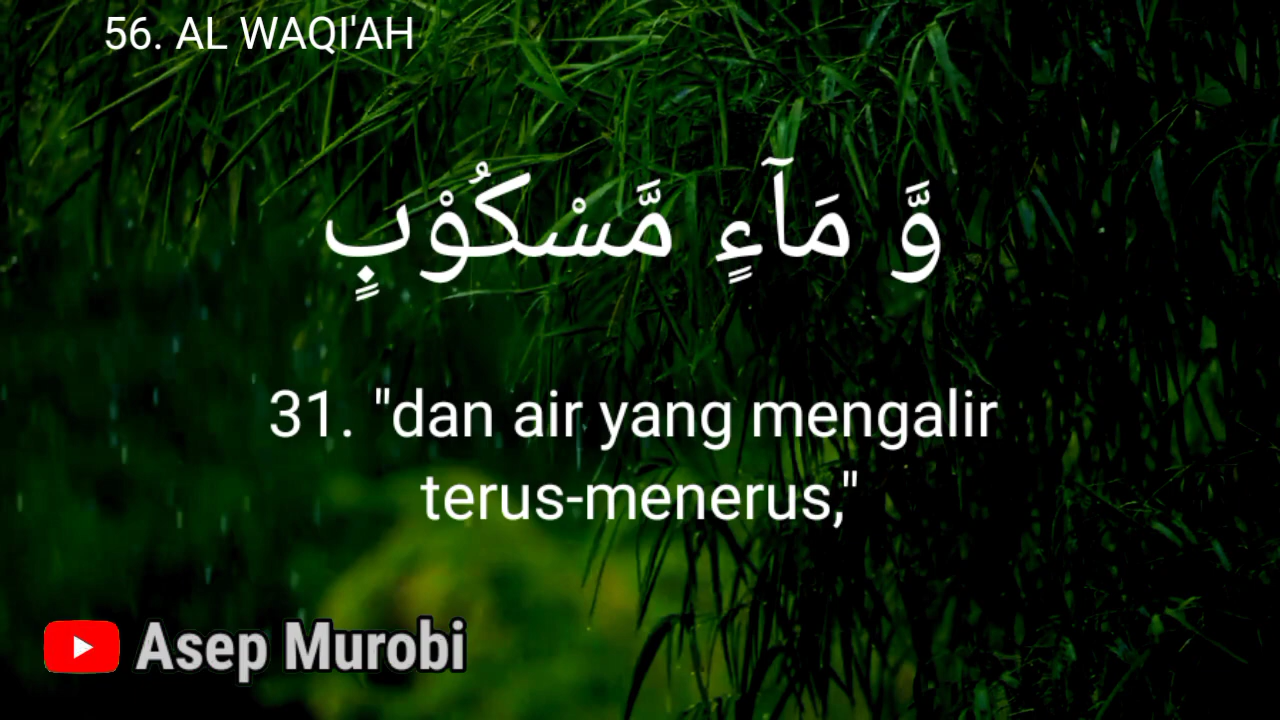 56. AL WAQI'AH
وَّ مَآءٍ مَّسْكُوْبٍ
31. "dan air yang mengalir
terus-menerus,"
Asep Murobi